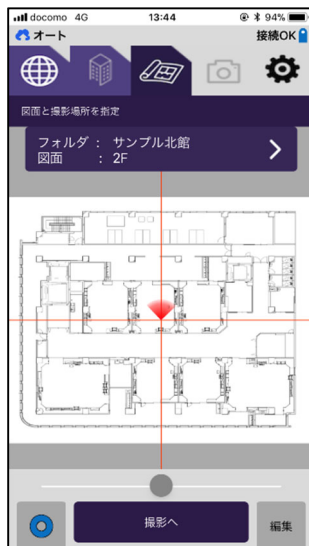 docomo 4G 13:44 94%
オート 接続OK
図面と撮影場所を指定
フォルダ : サンプル北館
図面 : 2F
撮影へ
編集